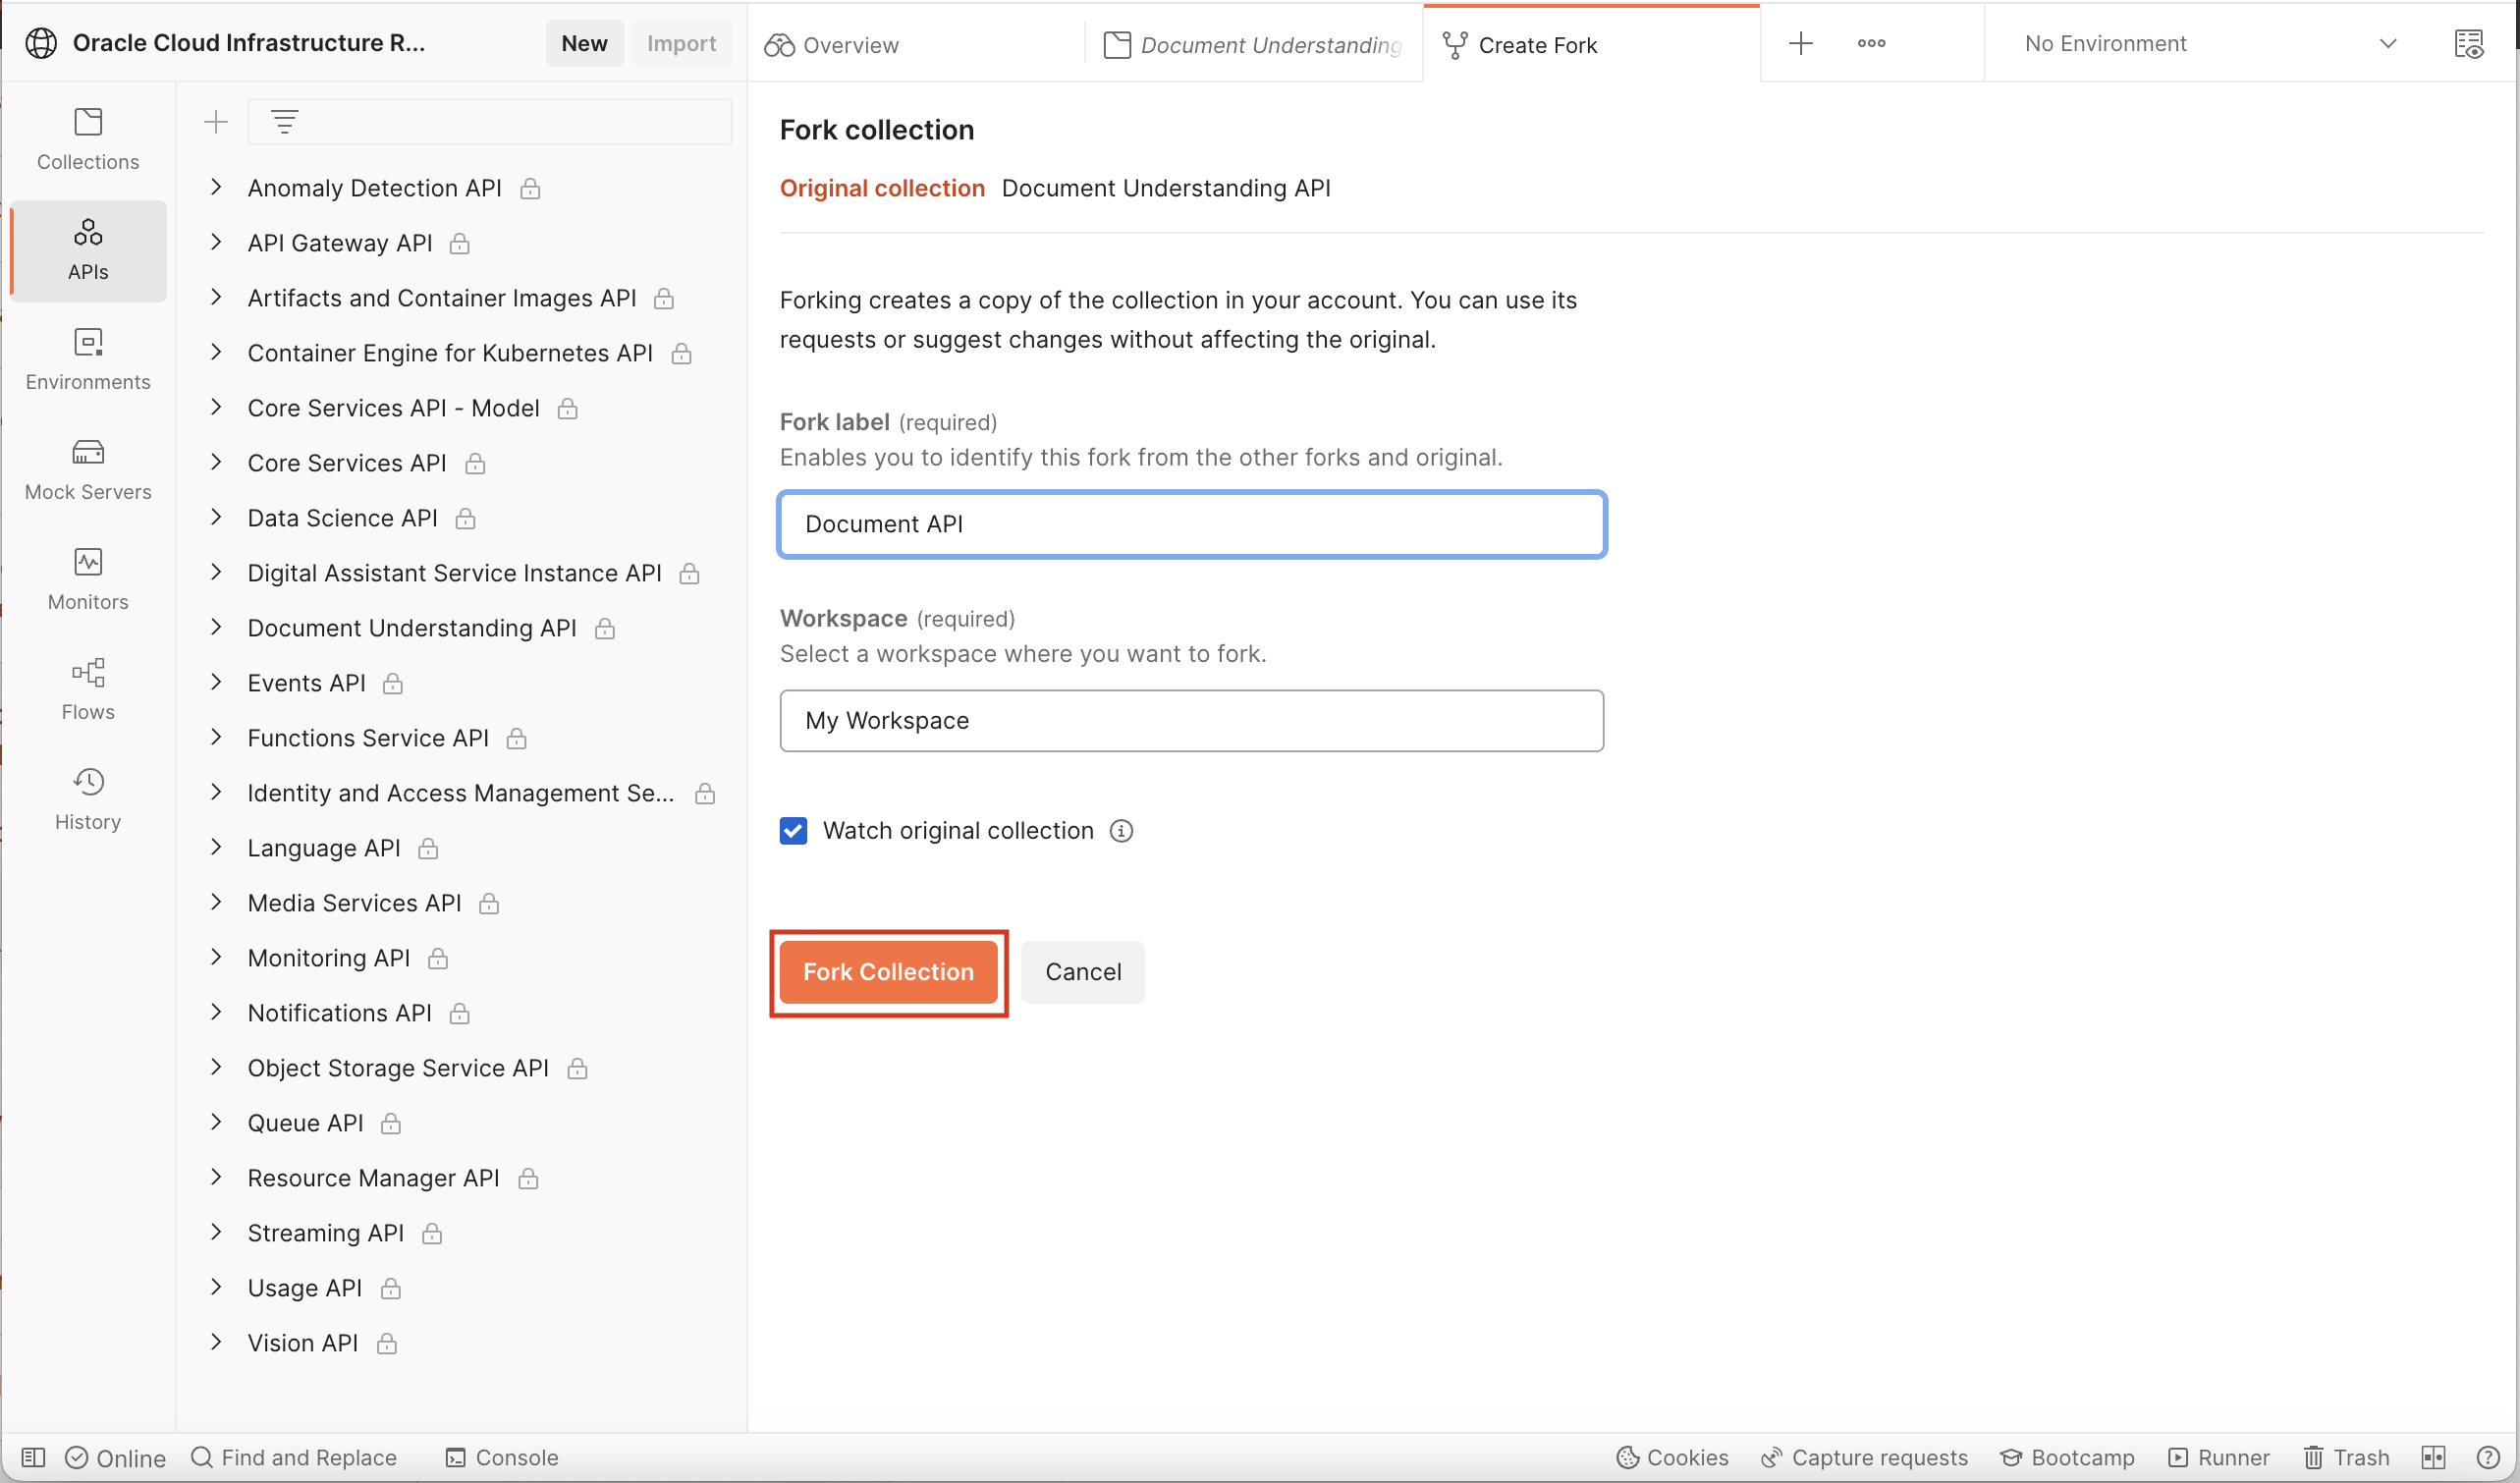 Oracle Cloud Infrastructure R...
New
Import
Overview
Document Understanding
Create Fork
No Environment
Collections
APIs
Environments
Mock Servers
Monitors
Flows
History
Anomaly Detection API
API Gateway API
Artifacts and Container Images API
Container Engine for Kubernetes API
Core Services API - Model
Core Services API
Data Science API
Digital Assistant Service Instance API
Document Understanding API
Events API
Functions Service API
Identity and Access Management Se...
Language API
Media Services API
Monitoring API
Notifications API
Object Storage Service API
Queue API
Resource Manager API
Streaming API
Usage API
Vision API
Fork collection
Original collection Document Understanding API
Forking creates a copy of the collection in your account. You can use its
requests or suggest changes without affecting the original.
Fork label (required)
Enables you to identify this fork from the other forks and original.
Document API
Workspace (required)
Select a workspace where you want to fork.
My Workspace
Watch original collection
Fork Collection
Cancel
Online
Find and Replace
Console
Cookies
Capture requests
Bootcamp
Runner
Trash